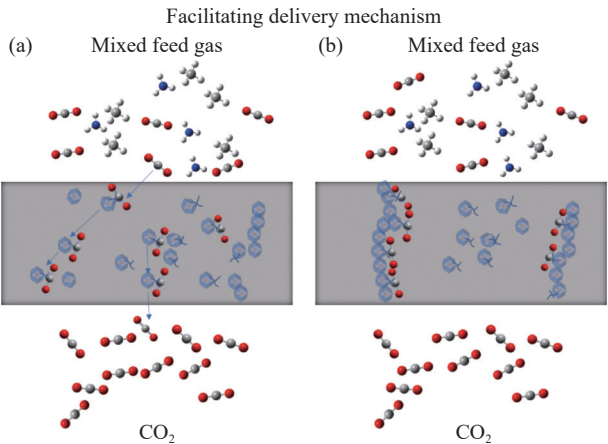 Facilitating delivery mechanism
(a) Mixed feed gas
(b) Mixed feed gas
CO₂
CO₂